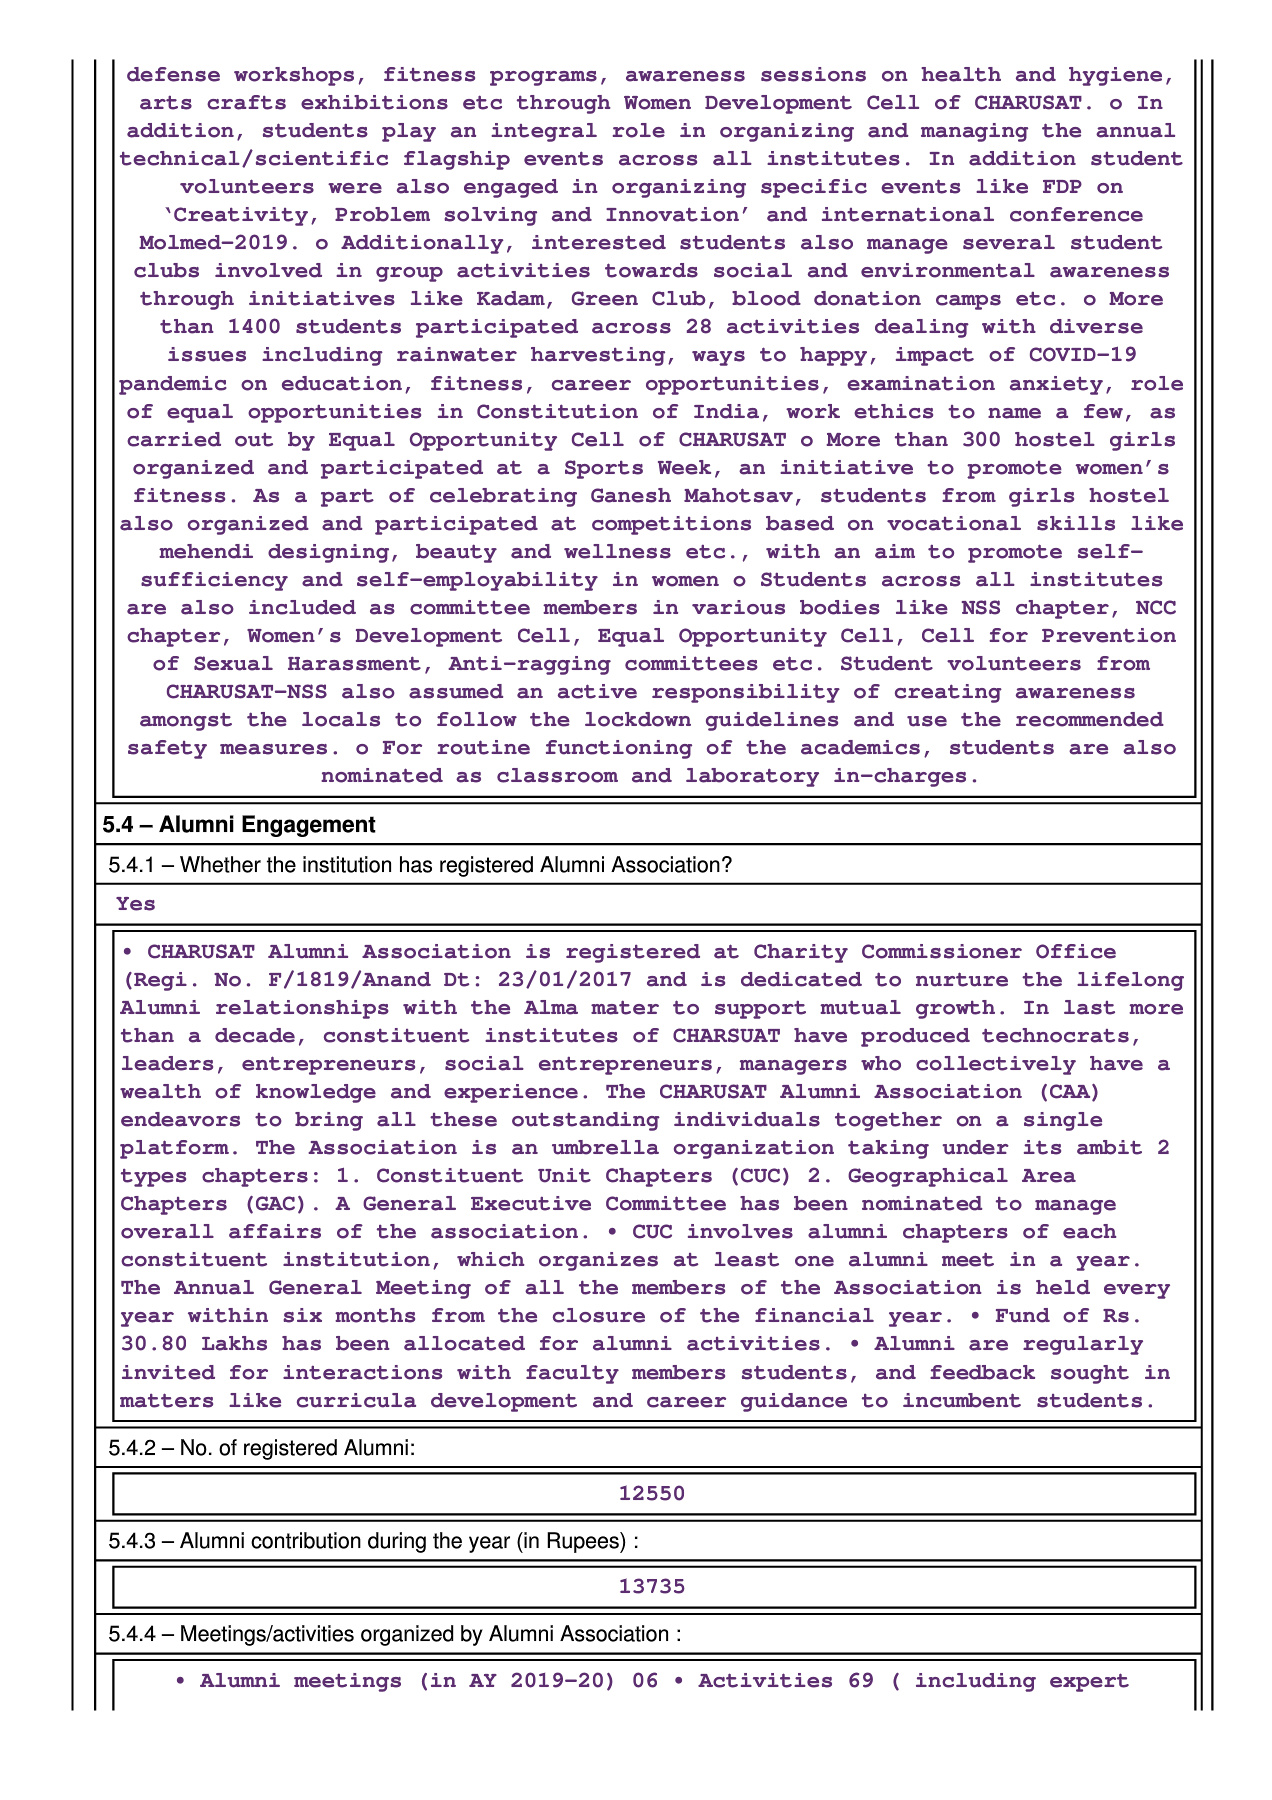 defense workshops, fitness programs, awareness sessions on health and hygiene,
arts crafts exhibitions etc through Women Development Cell of CHARUSAT. o In
addition, students play an integral role in organizing and managing the annual
technical/scientific flagship events across all institutes. In addition student
volunteers were also engaged in organizing specific events like FDP on
‘Creativity, Problem solving and Innovation’ and international conference
Molmed–2019. o Additionally, interested students also manage several student
clubs involved in group activities towards social and environmental awareness
through initiatives like Kadam, Green Club, blood donation camps etc. o More
than 1400 students participated across 28 activities dealing with diverse
issues including rainwater harvesting, ways to happy, impact of COVID–19
pandemic on education, fitness, career opportunities, examination anxiety, role
of equal opportunities in Constitution of India, work ethics to name a few, as
carried out by Equal Opportunity Cell of CHARUSAT o More than 300 hostel girls
organized and participated at a Sports Week, an initiative to promote women’s
fitness. As a part of celebrating Ganesh Mahotsav, students from girls hostel
also organized and participated at competitions based on vocational skills like
mehendi designing, beauty and wellness etc., with an aim to promote self–
sufficiency and self–employability in women o Students across all institutes
are also included as committee members in various bodies like NSS chapter, NCC
chapter, Women’s Development Cell, Equal Opportunity Cell, Cell for Prevention
of Sexual Harassment, Anti–ragging committees etc. Student volunteers from
CHARUSAT–NSS also assumed an active responsibility of creating awareness
amongst the locals to follow the lockdown guidelines and use the recommended
safety measures. o For routine functioning of the academics, students are also
nominated as classroom and laboratory in–charges.
5.4 – Alumni Engagement
5.4.1 – Whether the institution has registered Alumni Association?
Yes
• CHARUSAT Alumni Association is registered at Charity Commissioner Office
(Regi. No. F/1819/Anand Dt: 23/01/2017 and is dedicated to nurture the lifelong
Alumni relationships with the Alma mater to support mutual growth. In last more
than a decade, constituent institutes of CHARSUAT have produced technocrats,
leaders, entrepreneurs, social entrepreneurs, managers who collectively have a
wealth of knowledge and experience. The CHARUSAT Alumni Association (CAA)
endeavors to bring all these outstanding individuals together on a single
platform. The Association is an umbrella organization taking under its ambit 2
types chapters: 1. Constituent Unit Chapters (CUC) 2. Geographical Area
Chapters (GAC). A General Executive Committee has been nominated to manage
overall affairs of the association. • CUC involves alumni chapters of each
constituent institution, which organizes at least one alumni meet in a year.
The Annual General Meeting of all the members of the Association is held every
year within six months from the closure of the financial year. • Fund of Rs.
30.80 Lakhs has been allocated for alumni activities. • Alumni are regularly
invited for interactions with faculty members students, and feedback sought in
matters like curricula development and career guidance to incumbent students.
5.4.2 – No. of registered Alumni:
12550
5.4.3 – Alumni contribution during the year (in Rupees) :
13735
5.4.4 – Meetings/activities organized by Alumni Association :
• Alumni meetings (in AY 2019–20) 06 • Activities 69 ( including expert